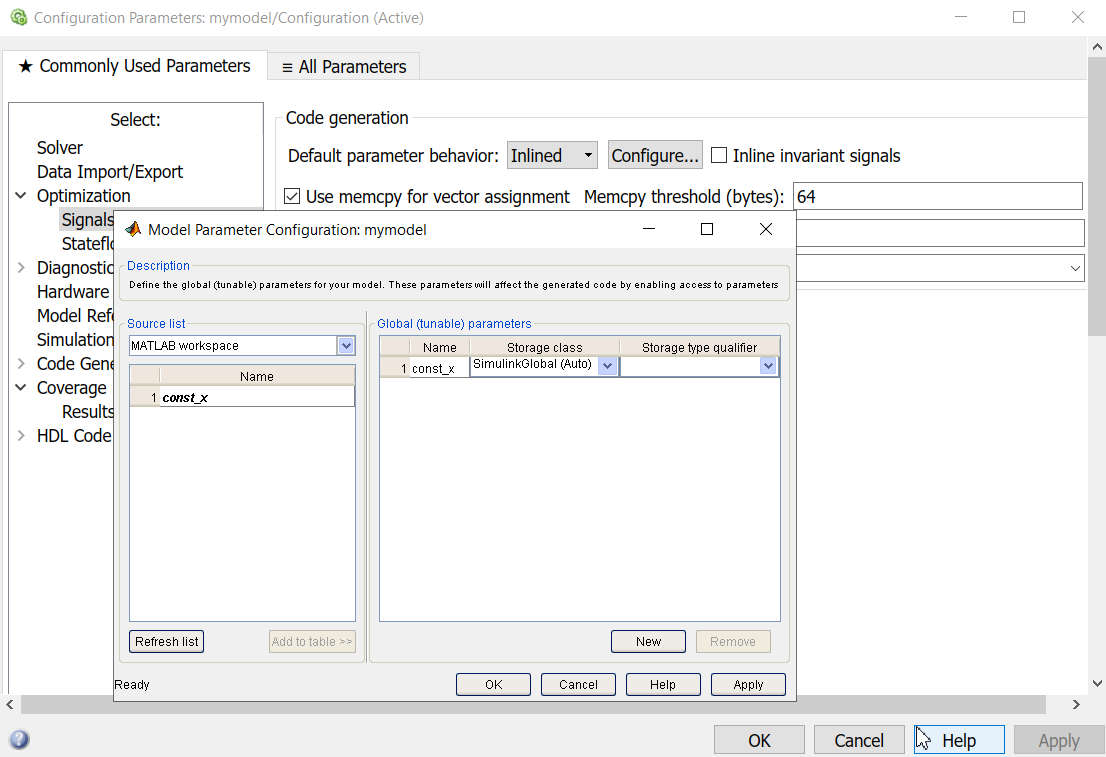 Configuration Parameters: mymodel/Configuration (Active)
★ Commonly Used Parameters
≡ All Parameters
Select:
Solver
Data Import/Export
Optimization
Signals
Stateflo
Diagnostic
Hardware
Model Refe
Simulation
Code Gene
Coverage
Results
HDL Code
Code generation
Default parameter behavior: Inlined Configure... Inline invariant signals
Use memcpy for vector assignment Memcpy threshold (bytes): 64
Model Parameter Configuration: mymodel
Description
Define the global (tunable) parameters for your model. These parameters will affect the generated code by enabling access to parameters
Source list
MATLAB workspace
Name
1 const_x
Refresh list Add to table >>
Global (tunable) parameters
Name Storage class Storage type qualifier
1 const_x SimulinkGlobal (Auto)
New Remove
Ready
OK Cancel Help Apply
? OK Cancel Help Apply